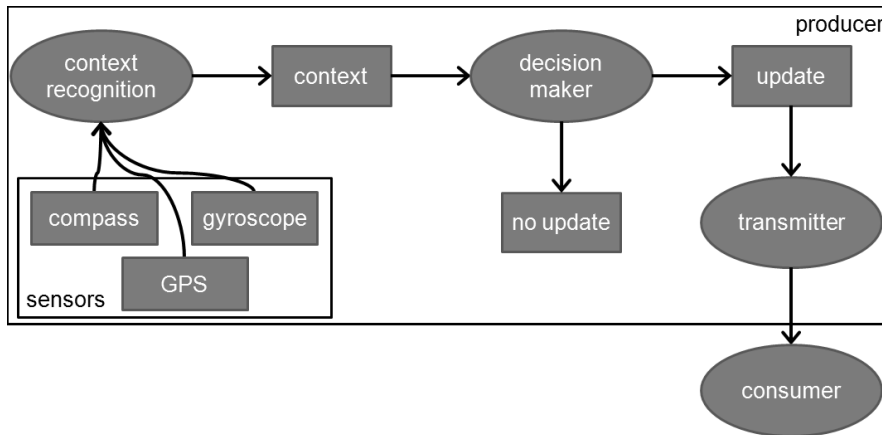 producer
context
recognition
context
decision
maker
update
compass
gyroscope
no update
transmitter
GPS
sensors
consumer